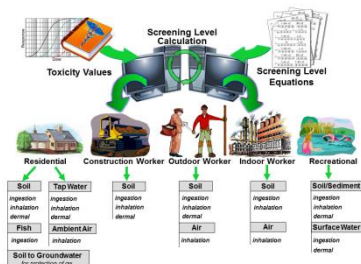 Screening Level
Calculation
Toxicity Values
Screening Level
Equations
Residential
Construction Worker
Outdoor Worker
Indoor Worker
Recreational
Soil
ingestion
inhalation
dermal
Tap Water
ingestion
inhalation
dermal
Fish
ingestion
Ambient Air
inhalation
Soil to Groundwater
for protection of
Soil
ingestion
inhalation
dermal
Soil
ingestion
inhalation
dermal
Air
inhalation
Soil
ingestion
inhalation
Air
inhalation
Soil/Sediment
ingestion
inhalation
dermal
Surface Water
ingestion
dermal